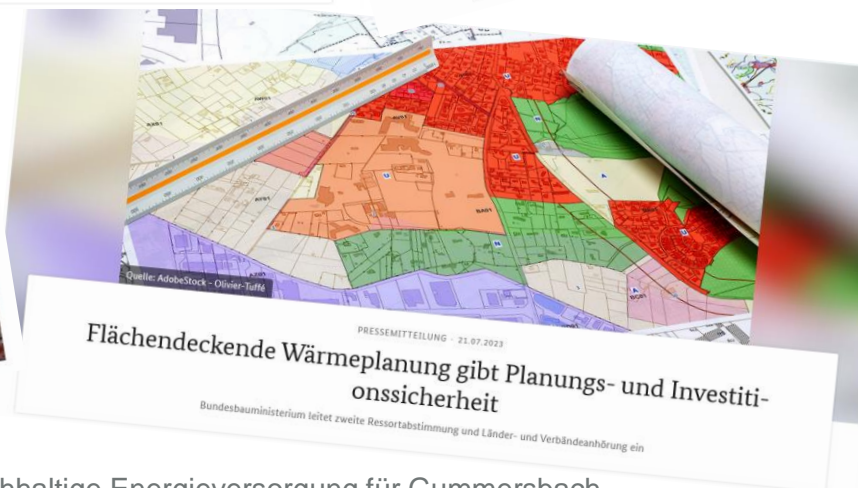 Quelle: AdobeStock - Olivier-Tuffé
PRESSEMITTEILUNG · 21.07.2023
Flächendeckende Wärmeplanung gibt Planungs- und Investiti-
onssicherheit
Bundesbauministerium leitet zweite Ressortabstimmung und Länder- und Verbändeanhörung ein
Energieversorgung für Gummersbach